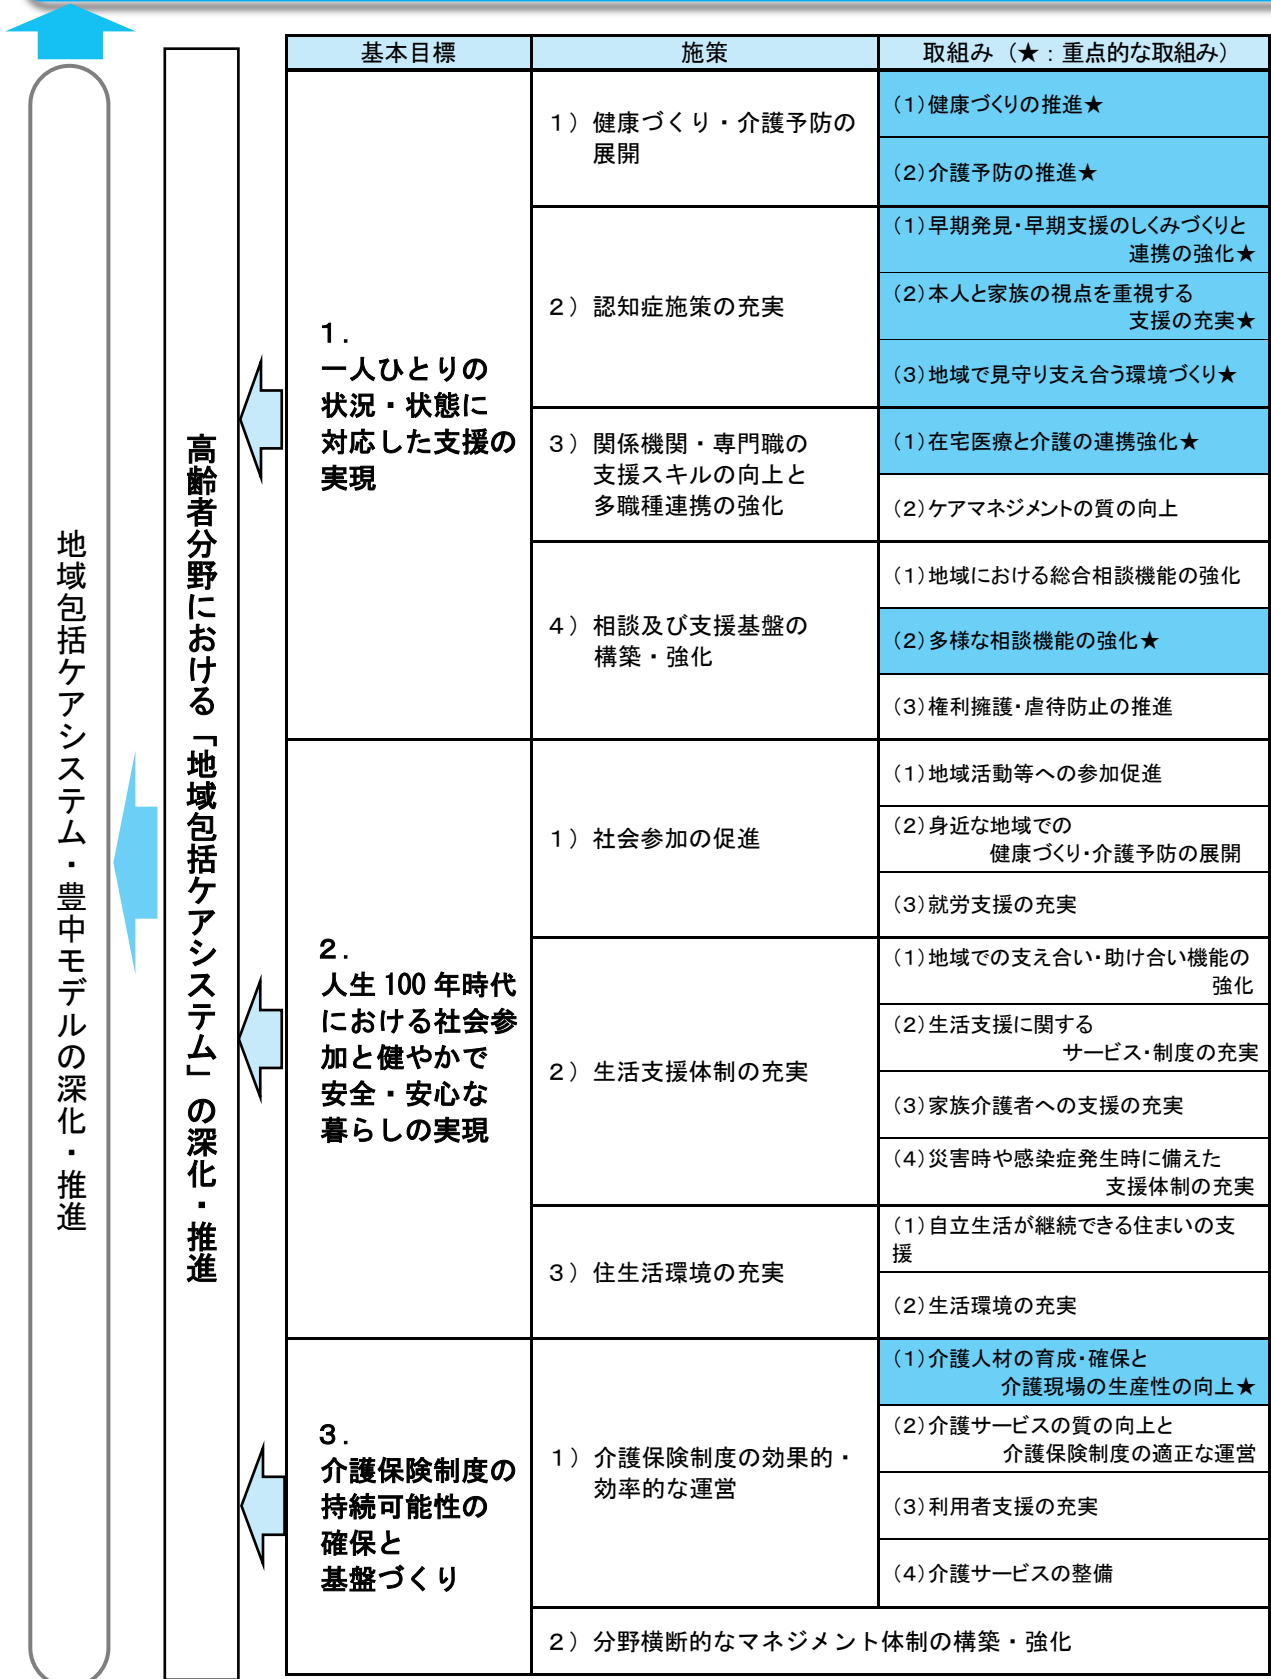 地域包括ケアシステム・豊中モデルの深化・推進
高齢者分野における「地域包括ケアシステム」の深化・推進
基本目標
施策
取組み（★：重点的な取組み）
1．
一人ひとりの
状況・状態に
対応した支援の
実現
1）健康づくり・介護予防の
展開
（1）健康づくりの推進★
（2）介護予防の推進★
2）認知症施策の充実
（1）早期発見・早期支援のしくみづくりと
連携の強化★
（2）本人と家族の視点を重視する
支援の充実★
（3）地域で見守り支え合う環境づくり★
3）関係機関・専門職の
支援スキルの向上と
多職種連携の強化
（1）在宅医療と介護の連携強化★
（2）ケアマネジメントの質の向上
4）相談及び支援基盤の
構築・強化
（1）地域における総合相談機能の強化
（2）多様な相談機能の強化★
（3）権利擁護・虐待防止の推進
2．
人生100年時代
における社会参
加と健やかで
安全・安心な
暮らしの実現
1）社会参加の促進
（1）地域活動等への参加促進
（2）身近な地域での
健康づくり・介護予防の展開
（3）就労支援の充実
2）生活支援体制の充実
（1）地域での支え合い・助け合い機能の
強化
（2）生活支援に関する
サービス・制度の充実
（3）家族介護者への支援の充実
（4）災害時や感染症発生時に備えた
支援体制の充実
3）住生活環境の充実
（1）自立生活が継続できる住まいの支
援
（2）生活環境の充実
3．
介護保険制度の
持続可能性の
確保と
基盤づくり
1）介護保険制度の効果的・
効率的な運営
（1）介護人材の育成・確保と
介護現場の生産性の向上★
（2）介護サービスの質の向上と
介護保険制度の適正な運営
（3）利用者支援の充実
（4）介護サービスの整備
2）分野横断的なマネジメント体制の構築・強化